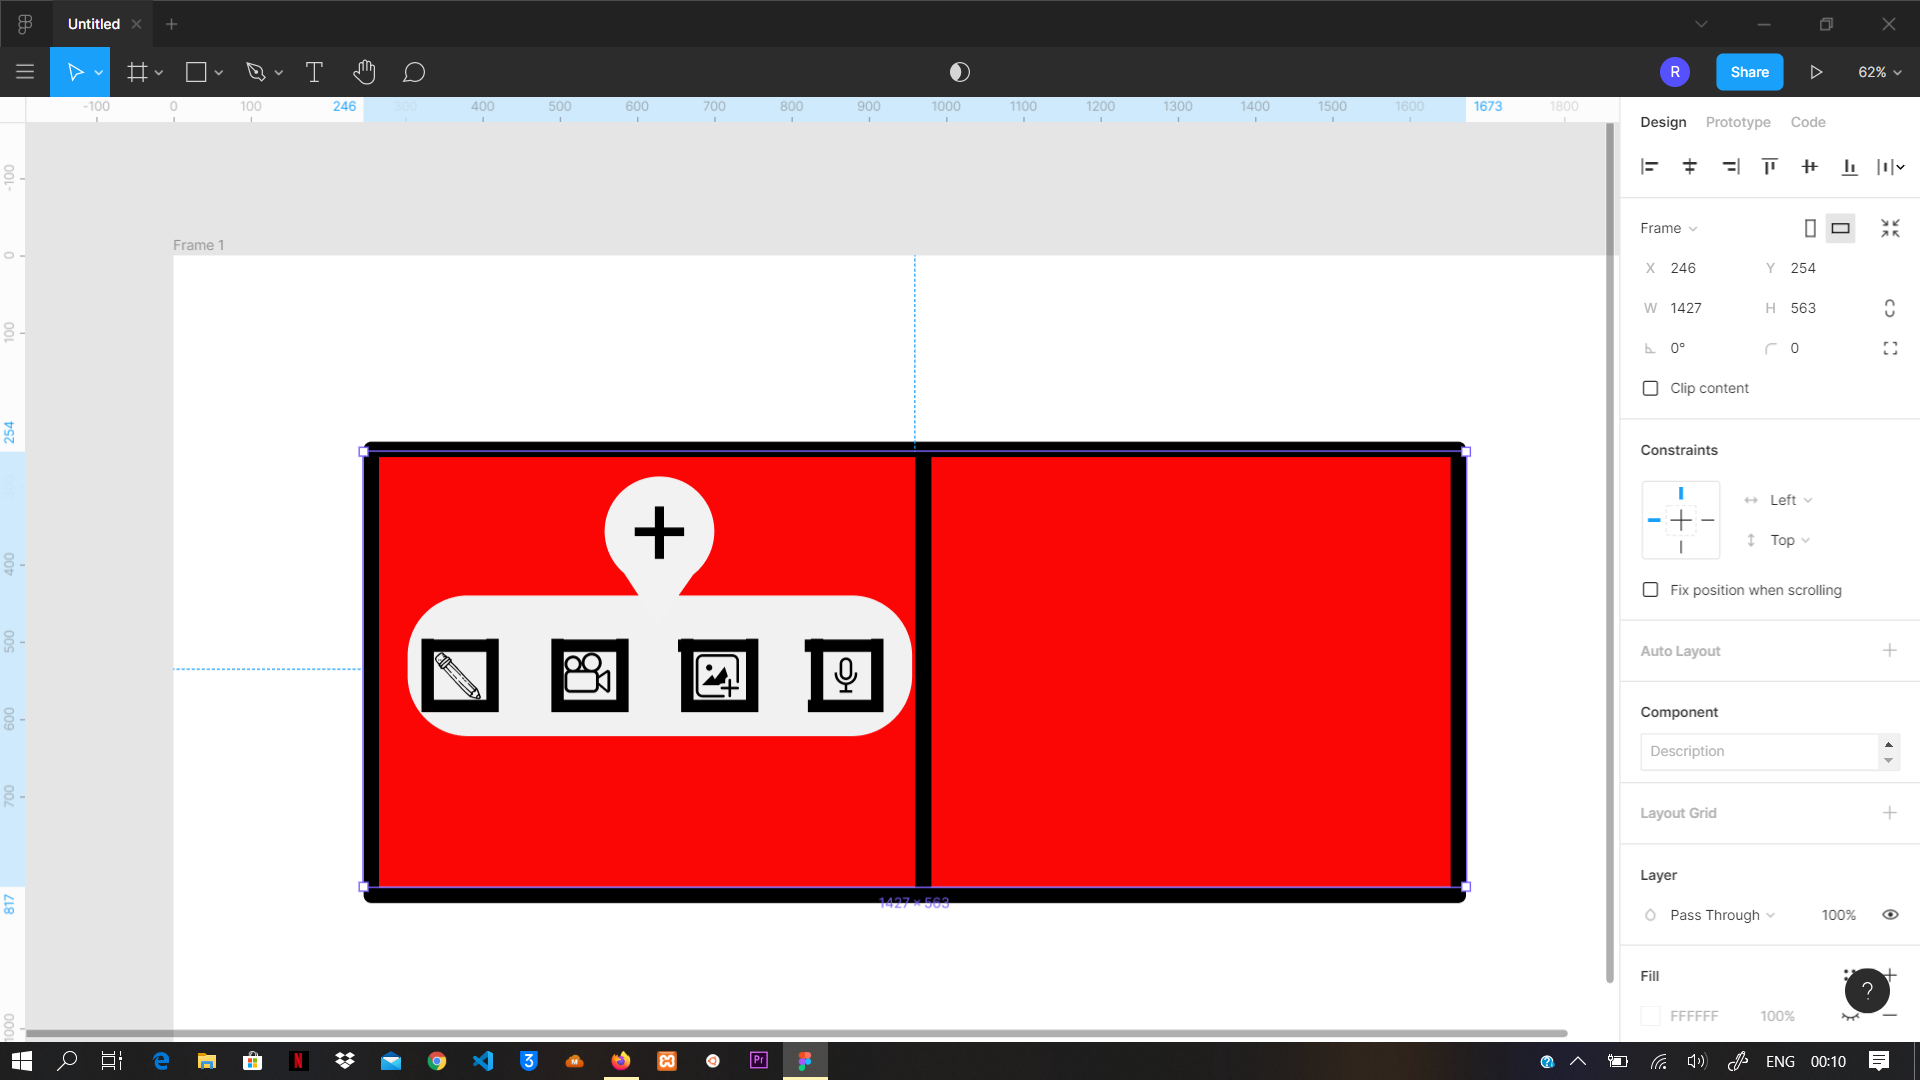 Untitled
R
Share
62%
-100 0 100 246 300 400 500 600 700 800 900 1000 1100 1200 1300 1400 1500 1600 1673 1800
-100
0
100
254
400
500
600
700
817
1000
Frame 1
1427 × 563
Design Prototype Code
Frame
X 246 Y 254
W 1427 H 563
0° 0
Clip content
Constraints
Left
Top
Fix position when scrolling
Auto Layout
Component
Description
Layout Grid
Layer
Pass Through 100%
Fill
?
FFFFFF 100%
N
3
M
Pr
ENG 00:10